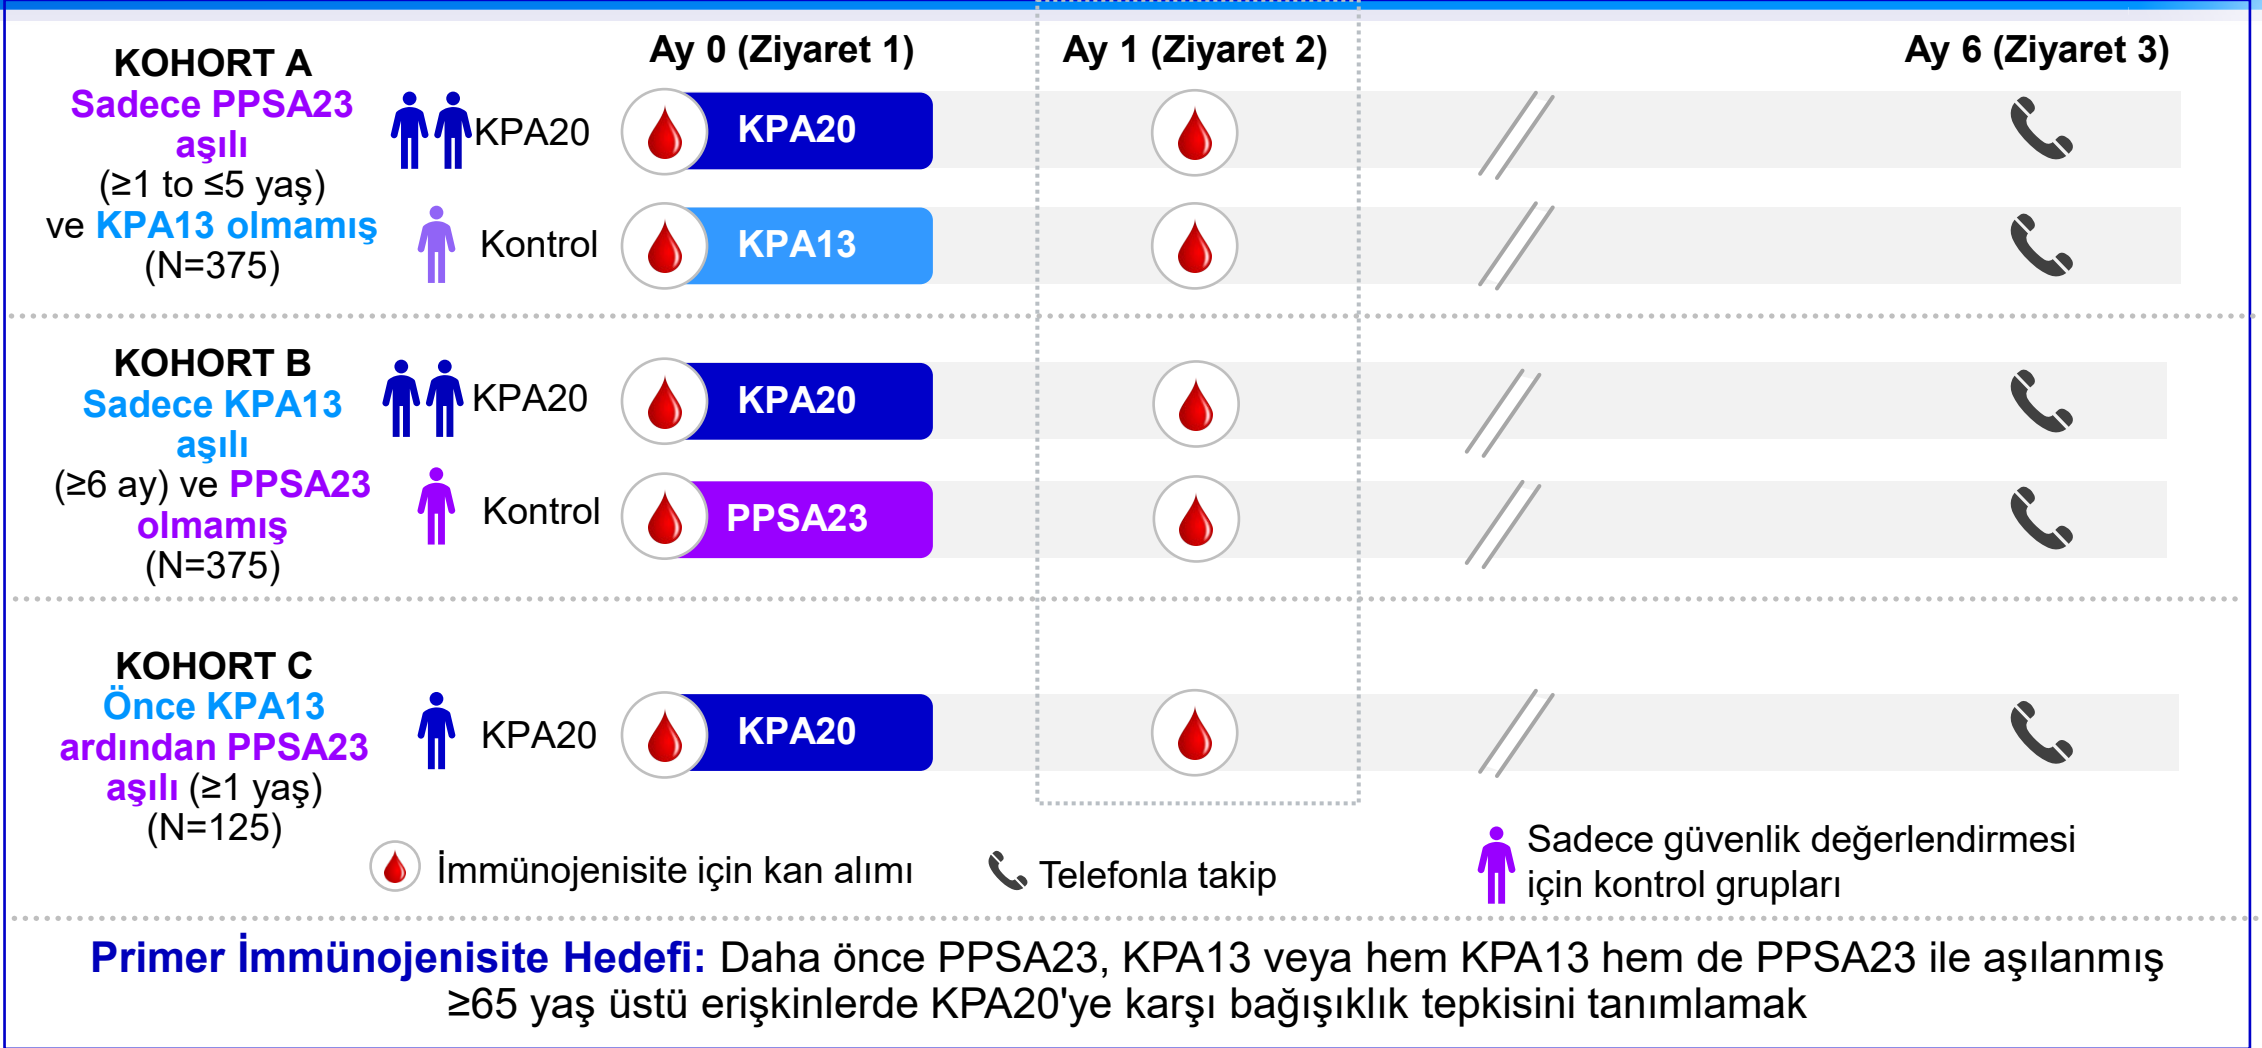 Ay 0 (Ziyaret 1)
Ay 1 (Ziyaret 2)
Ay 6 (Ziyaret 3)
KOHORT A
Sadece PPSA23
aşılı
(≥1 to ≤5 yaş)
ve KPA13 olmamış
(N=375)
KPA20
KPA20
Kontrol
KPA13
KOHORT B
Sadece KPA13
aşılı
(≥6 ay) ve PPSA23
olmamış
(N=375)
KPA20
KPA20
Kontrol
PPSA23
KOHORT C
Önce KPA13
ardından PPSA23
aşılı (≥1 yaş)
(N=125)
KPA20
KPA20
İmmünojenisite için kan alımı
Telefonla takip
Sadece güvenlik değerlendirmesi
için kontrol grupları
Primer İmmünojenisite Hedefi: Daha önce PPSA23, KPA13 veya hem KPA13 hem de PPSA23 ile aşılanmış
≥65 yaş üstü erişkinlerde KPA20'ye karşı bağışıklık tepkisini tanımlamak